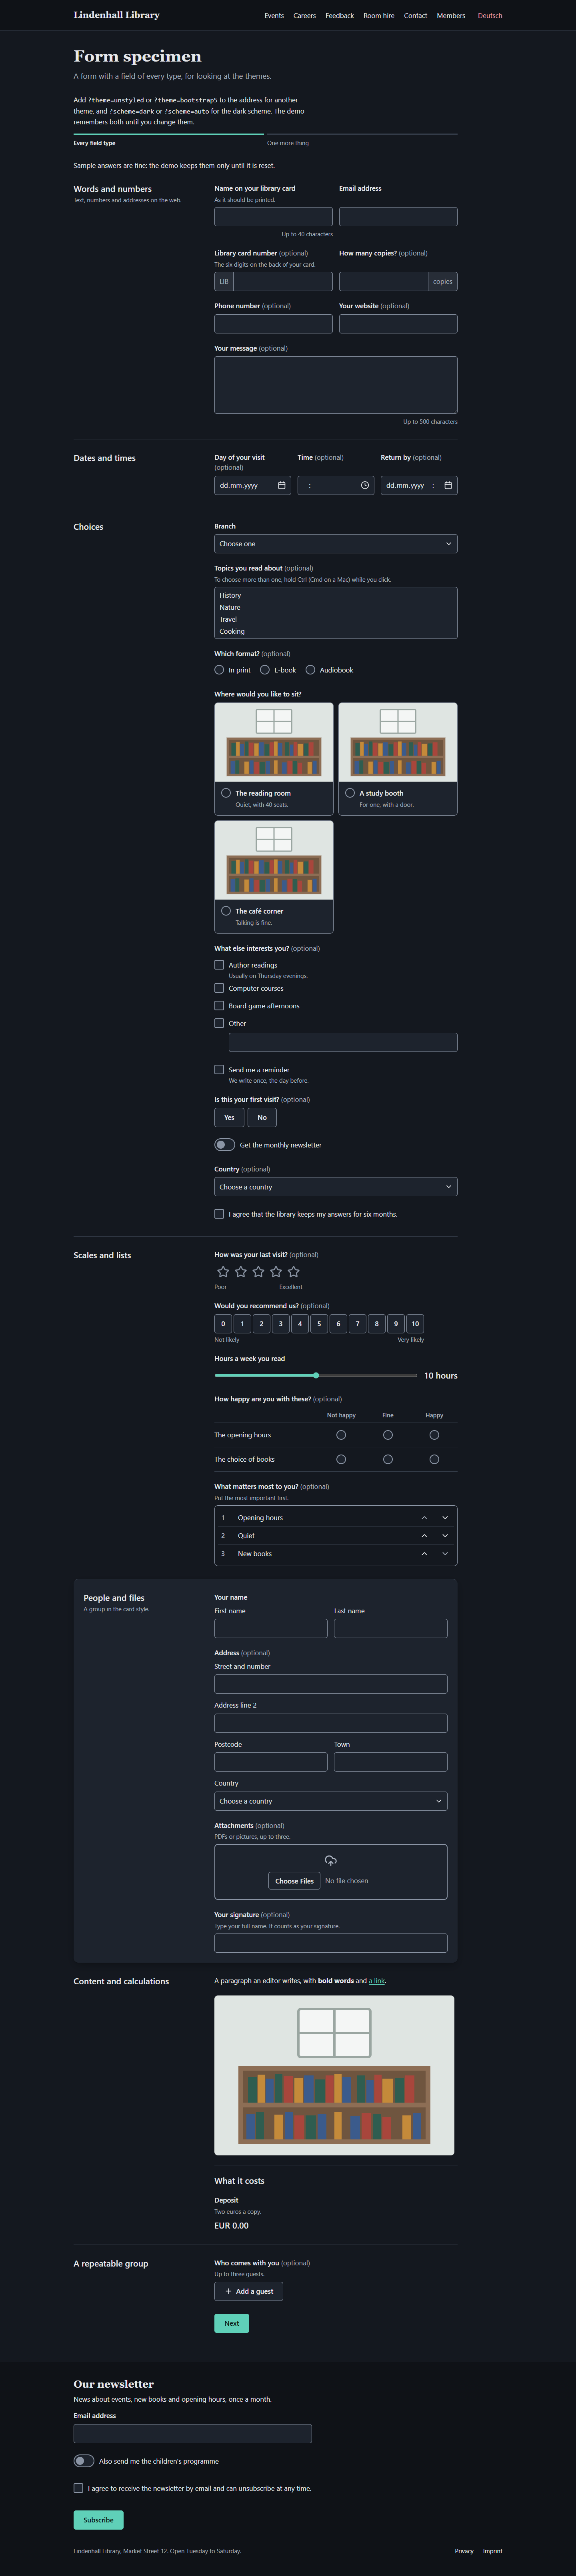 Lindenhall Library
Events Careers Feedback Room hire Contact Members Deutsch
Form specimen
A form with a field of every type, for looking at the themes.
Add ?theme=unstyled or ?theme=bootstrap5 to the address for another
theme, and ?scheme=dark or ?scheme=auto for the dark scheme. The demo
remembers both until you change them.
Every field type
One more thing
Sample answers are fine: the demo keeps them only until it is reset.
Words and numbers
Text, numbers and addresses on the web.
Name on your library card
As it should be printed.
Up to 40 characters
Email address
Library card number (optional)
The six digits on the back of your card.
LIB
How many copies? (optional)
copies
Phone number (optional)
Your website (optional)
Your message (optional)
Up to 500 characters
Dates and times
Day of your visit
(optional)
dd.mm.yyyy
Time (optional)
--:--
Return by (optional)
dd.mm.yyyy --:--
Choices
Branch
Choose one
Topics you read about (optional)
To choose more than one, hold Ctrl (Cmd on a Mac) while you click.
History
Nature
Travel
Cooking
Which format? (optional)
In print E-book Audiobook
Where would you like to sit?
The reading room
Quiet, with 40 seats.
A study booth
For one, with a door.
The café corner
Talking is fine.
What else interests you? (optional)
Author readings
Usually on Thursday evenings.
Computer courses
Board game afternoons
Other
Send me a reminder
We write once, the day before.
Is this your first visit? (optional)
Yes No
Get the monthly newsletter
Country (optional)
Choose a country
I agree that the library keeps my answers for six months.
Scales and lists
How was your last visit? (optional)
Poor Excellent
Would you recommend us? (optional)
0 1 2 3 4 5 6 7 8 9 10
Not likely Very likely
Hours a week you read
10 hours
How happy are you with these? (optional)
Not happy Fine Happy
The opening hours
The choice of books
What matters most to you? (optional)
Put the most important first.
1 Opening hours
2 Quiet
3 New books
People and files
A group in the card style.
Your name
First name Last name
Address (optional)
Street and number
Address line 2
Postcode Town
Country
Choose a country
Attachments (optional)
PDFs or pictures, up to three.
Choose Files No file chosen
Your signature (optional)
Type your full name. It counts as your signature.
Content and calculations
A paragraph an editor writes, with bold words and a link.
What it costs
Deposit
Two euros a copy.
EUR 0.00
A repeatable group
Who comes with you (optional)
Up to three guests.
Add a guest
Next
Our newsletter
News about events, new books and opening hours, once a month.
Email address
Also send me the children's programme
I agree to receive the newsletter by email and can unsubscribe at any time.
Subscribe
Lindenhall Library, Market Street 12. Open Tuesday to Saturday.
Privacy Imprint